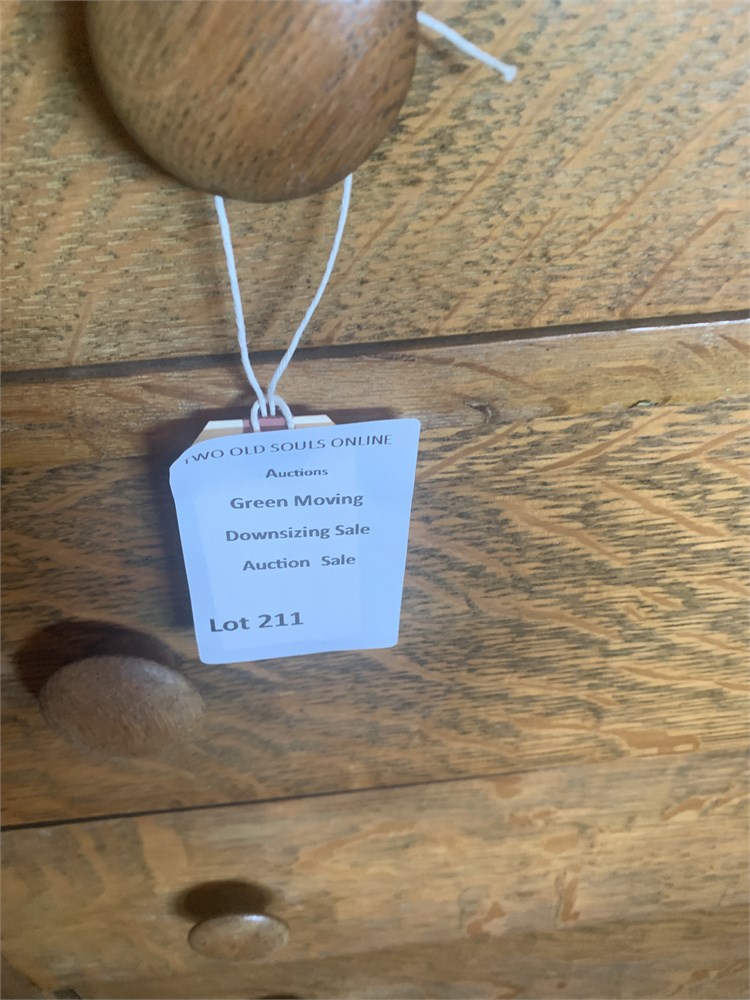 TWO OLD SOULS ONLINE
Auctions
Green Moving
Downsizing Sale
Auction Sale
Lot 211